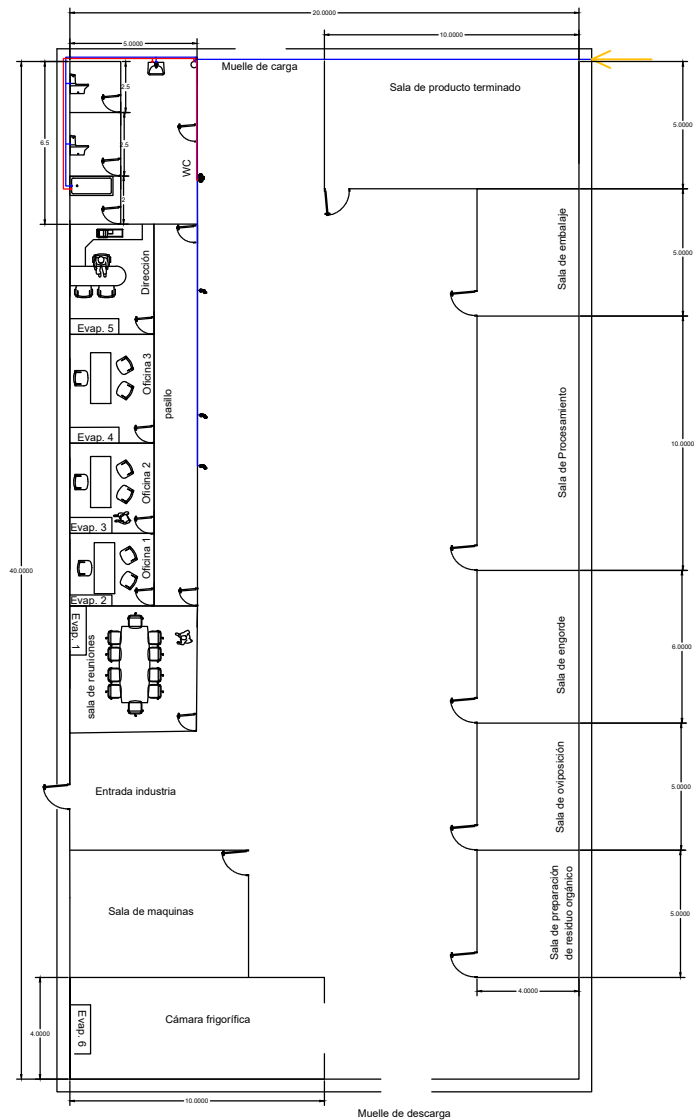 20.0000
5.0000
10.0000
Muelle de carga
Sala de producto terminado
2.5
5.0000
6.5
2.5
WC
2
Dirección
Sala de embalaje
5.0000
Evap. 5
Oficina 3
pasillo
Sala de Procesamiento
10.0000
Evap. 4
Oficina 2
Evap. 3
40.0000
Oficina 1
Evap. 2
Evap. 1
sala de reuniones
Sala de engorde
6.0000
Entrada industria
Sala de oviposición
5.0000
Sala de maquinas
Sala de preparación
de residuo orgánico
5.0000
4.0000
4.0000
Evap. 6
Cámara frigorífica
10.0000
Muelle de descarga